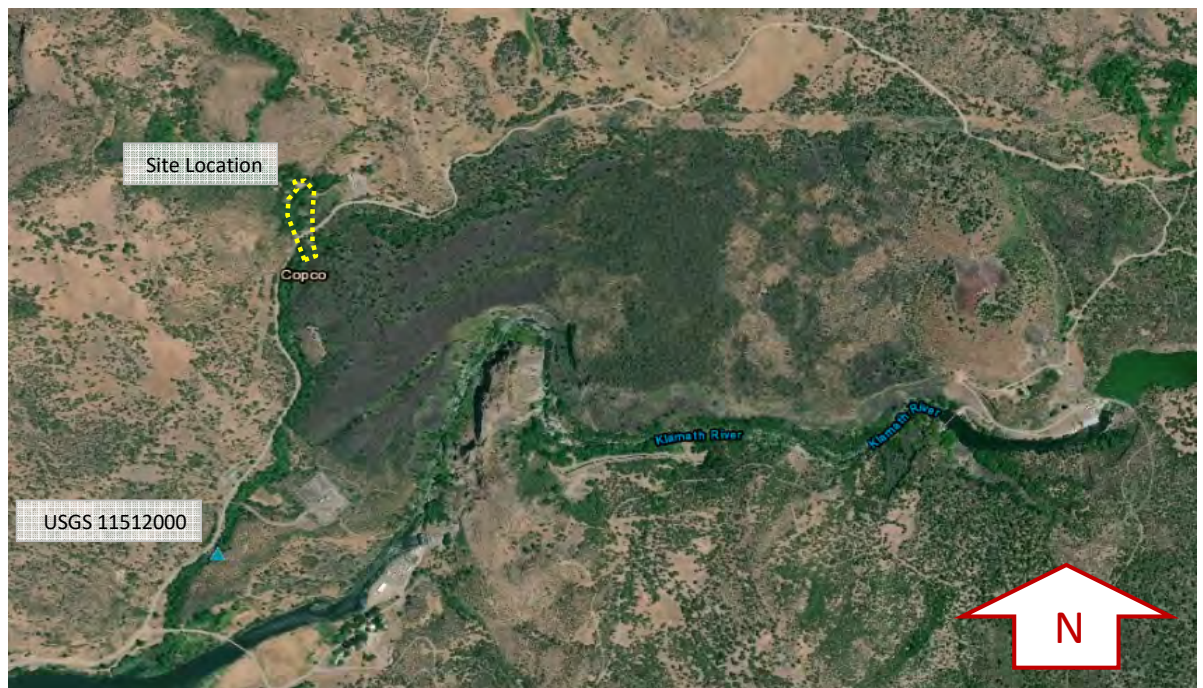 Site Location
Copco
Klamath River
Klamath River
USGS 11512000
N